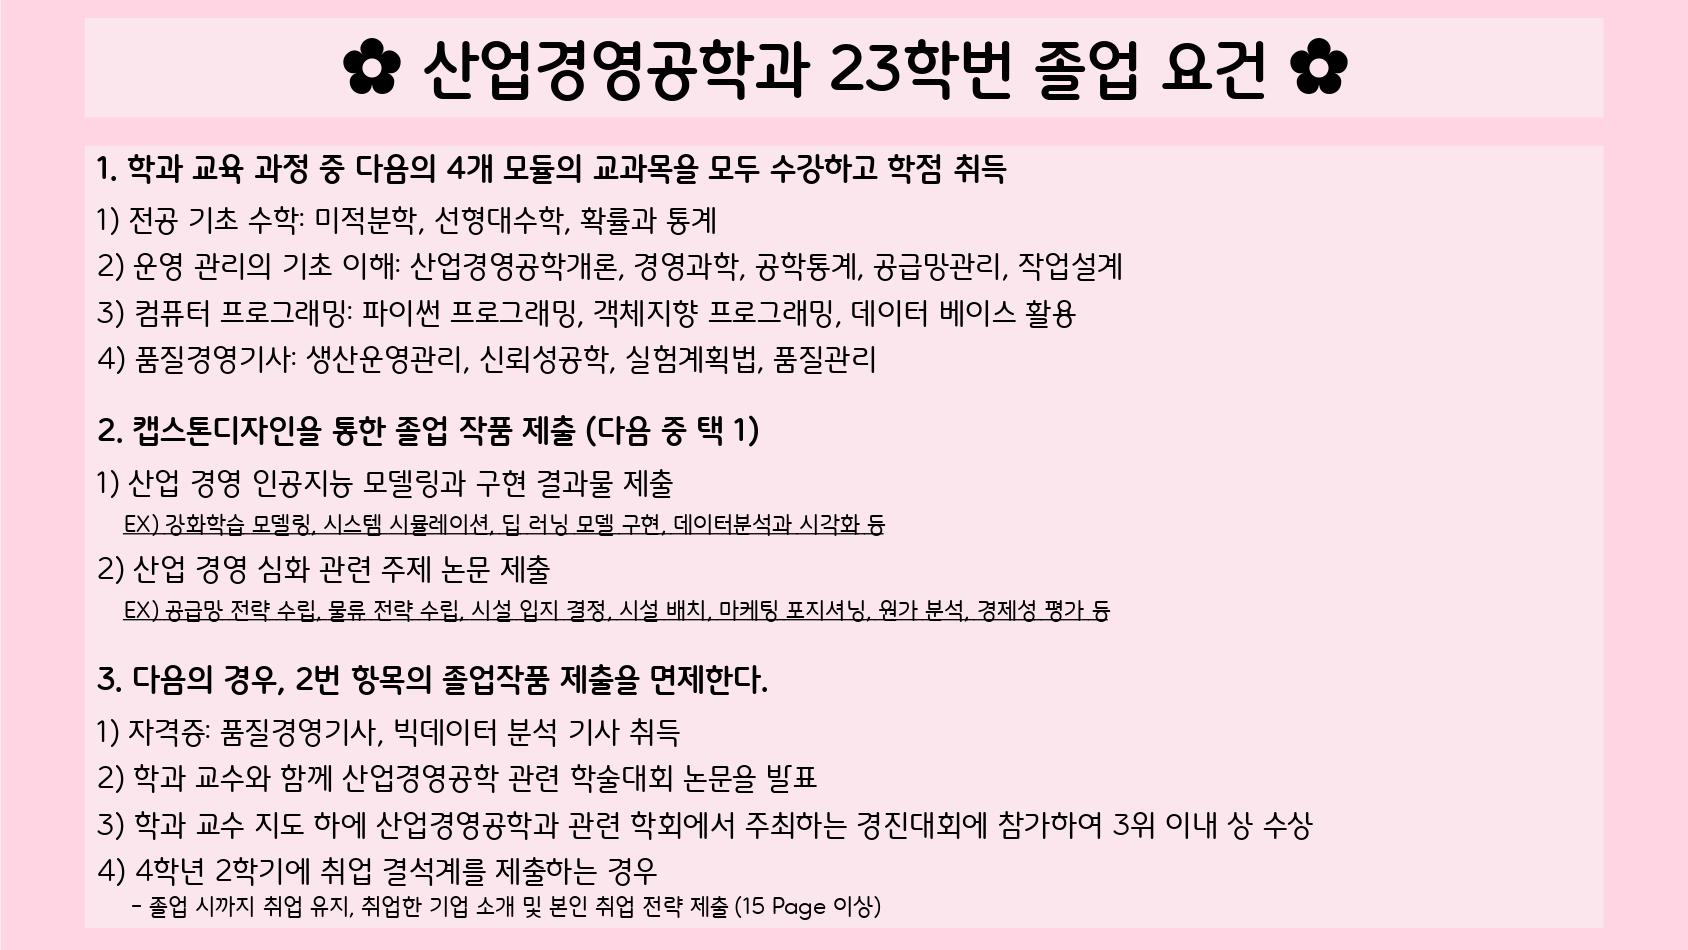 ✿ 산업경영공학과 23학번 졸업 요건 ✿
1. 학과 교육 과정 중 다음의 4개 모듈의 교과목을 모두 수강하고 학점 취득
1) 전공 기초 수학: 미적분학, 선형대수학, 확률과 통계
2) 운영 관리의 기초 이해: 산업경영공학개론, 경영과학, 공학통계, 공급망관리, 작업설계
3) 컴퓨터 프로그래밍: 파이썬 프로그래밍, 객체지향 프로그래밍, 데이터 베이스 활용
4) 품질경영기사: 생산운영관리, 신뢰성공학, 실험계획법, 품질관리
2. 캡스톤디자인을 통한 졸업 작품 제출 (다음 중 택 1)
1) 산업 경영 인공지능 모델링과 구현 결과물 제출
EX) 강화학습 모델링, 시스템 시뮬레이션, 딥 러닝 모델 구현, 데이터분석과 시각화 등
2) 산업 경영 심화 관련 주제 논문 제출
EX) 공급망 전략 수립, 물류 전략 수립, 시설 입지 결정, 시설 배치, 마케팅 포지셔닝, 원가 분석, 경제성 평가 등
3. 다음의 경우, 2번 항목의 졸업작품 제출을 면제한다.
1) 자격증: 품질경영기사, 빅데이터 분석 기사 취득
2) 학과 교수와 함께 산업경영공학 관련 학술대회 논문을 발표
3) 학과 교수 지도 하에 산업경영공학과 관련 학회에서 주최하는 경진대회에 참가하여 3위 이내 상 수상
4) 4학년 2학기에 취업 결석계를 제출하는 경우
- 졸업 시까지 취업 유지, 취업한 기업 소개 및 본인 취업 전략 제출 (15 Page 이상)